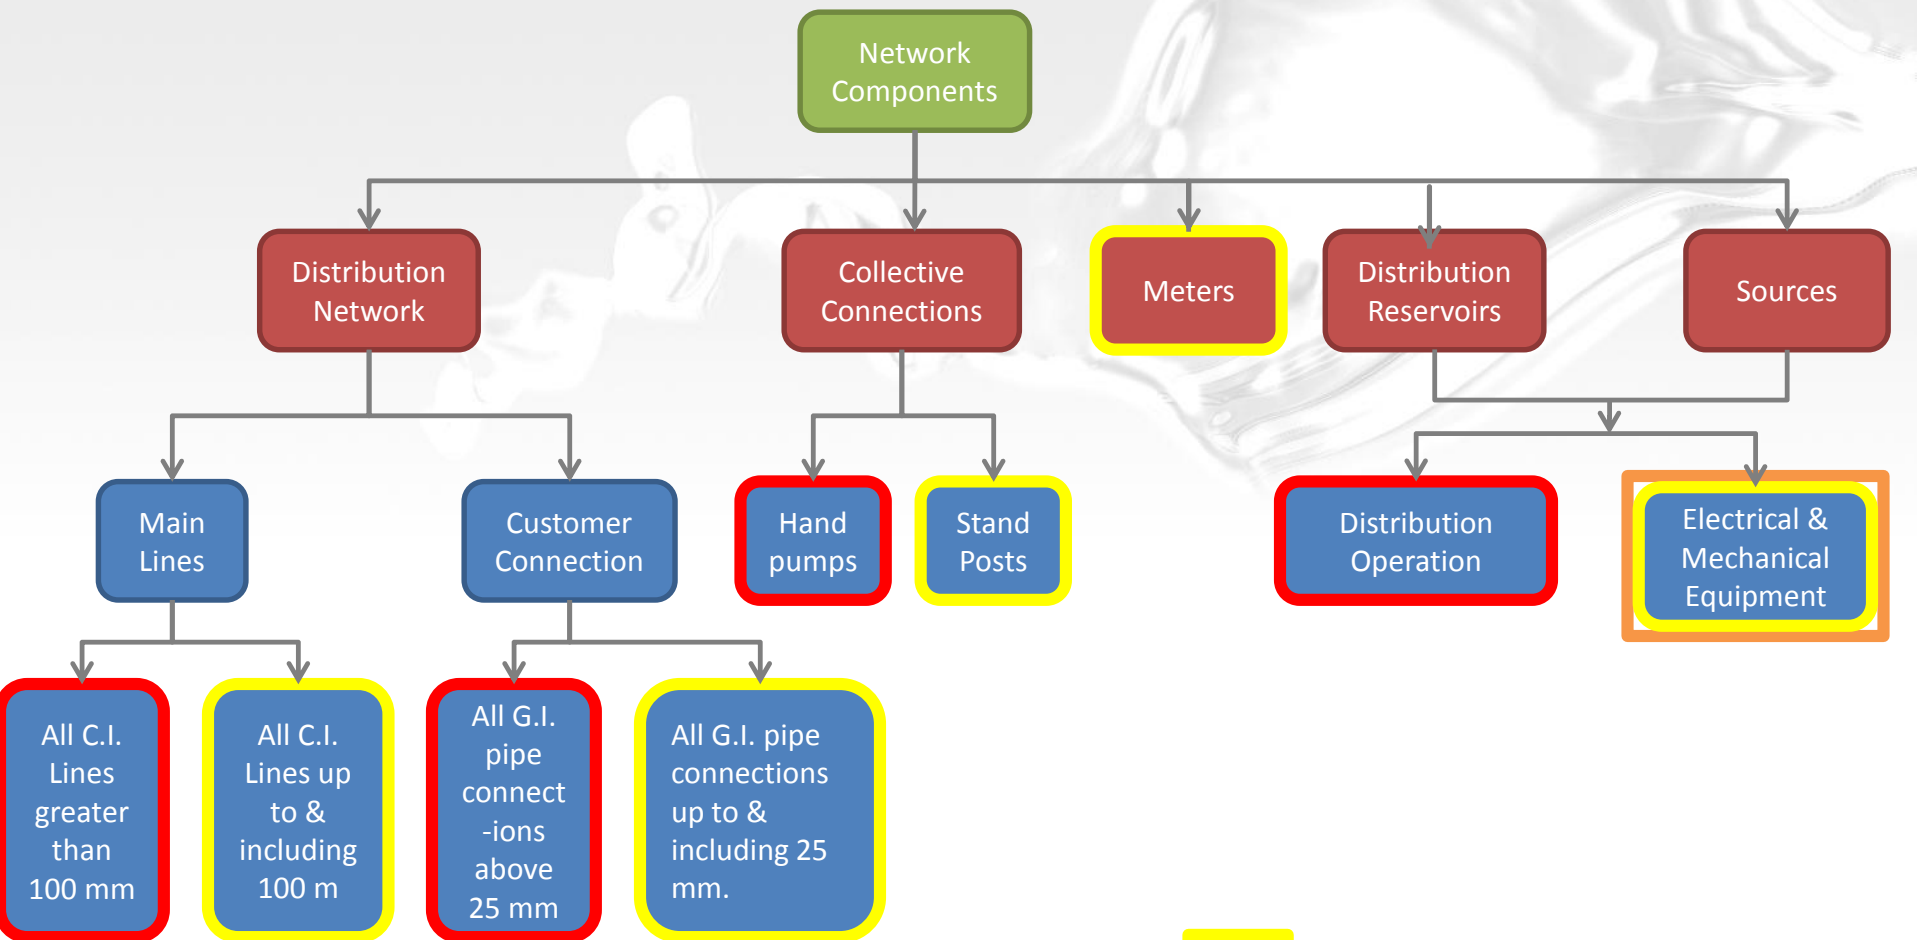 Network
Components
Distribution
Network
Collective
Connections
Meters
Distribution
Reservoirs
Sources
Main
Lines
Customer
Connection
Hand
pumps
Stand
Posts
Distribution
Operation
Electrical &
Mechanical
Equipment
All C.I.
Lines
greater
than
100 mm
All C.I.
Lines up
to &
including
100 m
All G.I.
pipe
connect
-ions
above
25 mm
All G.I. pipe
connections
up to &
including 25
mm.